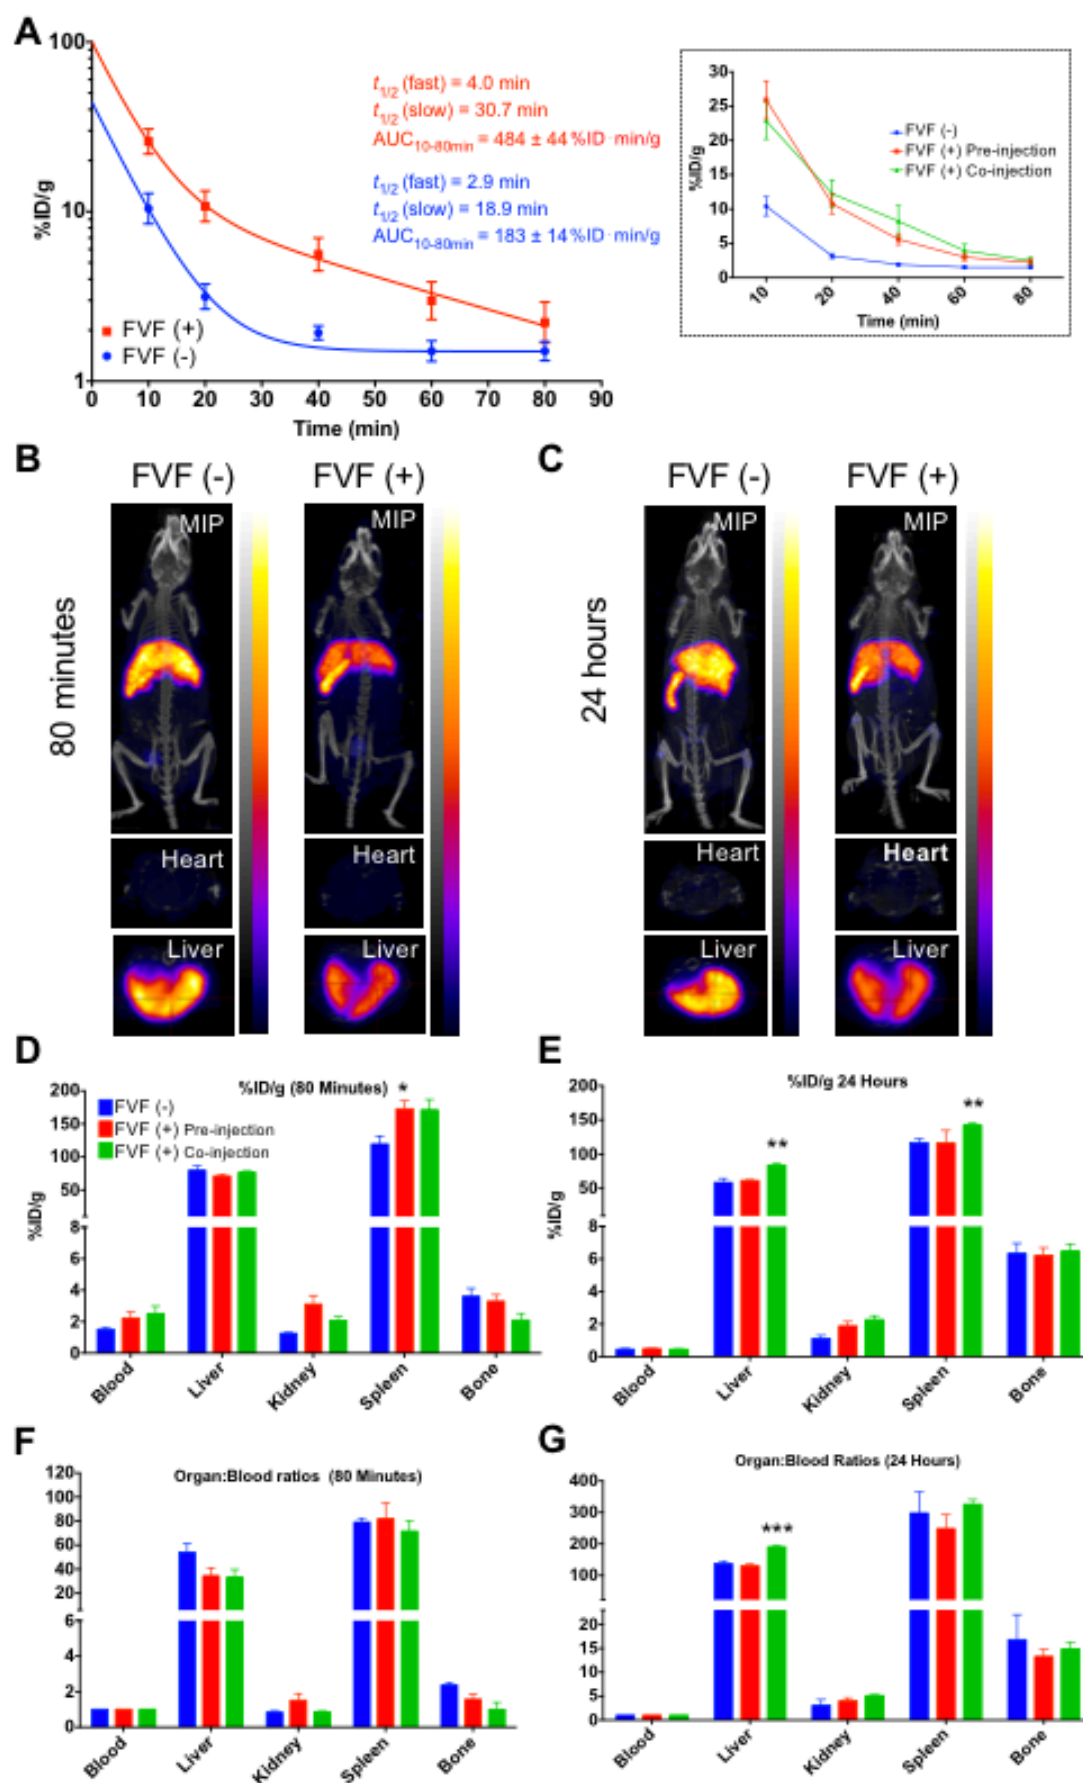 A
100
10
1
%ID/g
t1/2 (fast) = 4.0 min
t1/2 (slow) = 30.7 min
AUC10-80min = 484 ± 44 %ID·min/g
t1/2 (fast) = 2.9 min
t1/2 (slow) = 18.9 min
AUC10-80min = 183 ± 14 %ID·min/g
FVF (+)
FVF (-)
0 10 20 30 40 50 60 70 80 90
Time (min)
30
25
20
15
10
5
0
%ID/g
FVF (-)
FVF (+) Pre-injection
FVF (+) Co-injection
10 20 40 60 80
Time (min)
B
FVF (-) FVF (+)
80 minutes
MIP MIP
Heart Heart
Liver Liver
C
FVF (-) FVF (+)
24 hours
MIP MIP
Heart Heart
Liver Liver
D
%ID/g (80 Minutes) *
FVF (-)
FVF (+) Pre-injection
FVF (+) Co-injection
200
150
100
50
8
6
4
2
0
%ID/g
Blood Liver Kidney Spleen Bone
E
%ID/g 24 Hours
** **
200
150
100
50
8
6
4
2
0
%ID/g
Blood Liver Kidney Spleen Bone
F
Organ:Blood ratios (80 Minutes)
120
100
80
60
40
20
6
4
2
0
Blood Liver Kidney Spleen Bone
G
Organ:Blood Ratios (24 Hours)
***
400
300
200
100
20
15
10
5
0
Blood Liver Kidney Spleen Bone